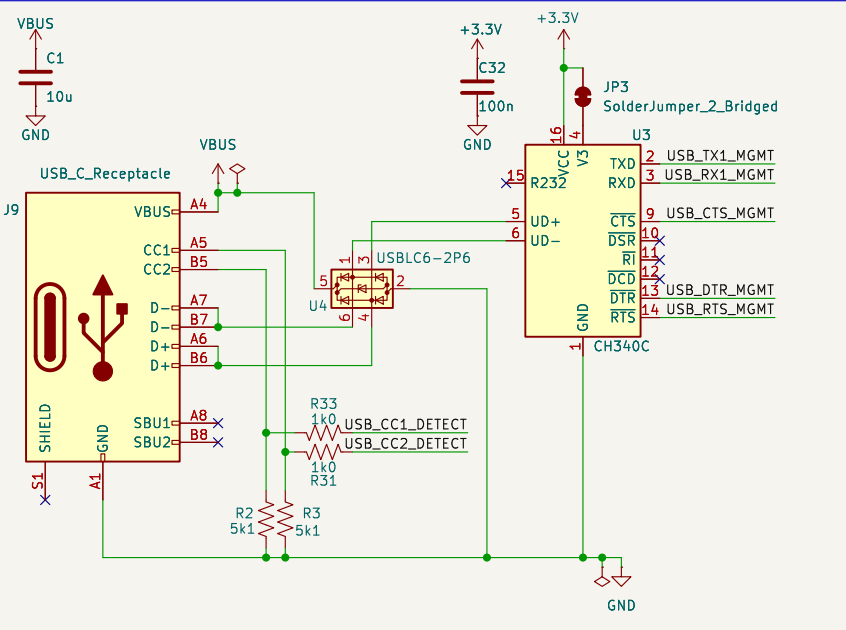 VBUS
C1
10u
GND
+3.3V
C32
100n
GND
+3.3V
JP3
SolderJumper_2_Bridged
U3
16
4
VCC
V3
15
R232
5
UD+
6
UD-
TXD
2
USB_TX1_MGMT
RXD
3
USB_RX1_MGMT
CTS
9
USB_CTS_MGMT
DSR
10
RI
11
DCD
12
DTR
13
USB_DTR_MGMT
RTS
14
USB_RTS_MGMT
GND
1
CH340C
VBUS
USB_C_Receptacle
J9
VBUS
A4
CC1
A5
CC2
B5
D-
A7
D-
B7
D+
A6
D+
B6
SBU1
A8
SBU2
B8
SHIELD
GND
S1
A1
USBLC6-2P6
1
3
5
2
U4
6
4
R33
1k0
USB_CC1_DETECT
USB_CC2_DETECT
1k0
R31
R2
5k1
R3
5k1
GND